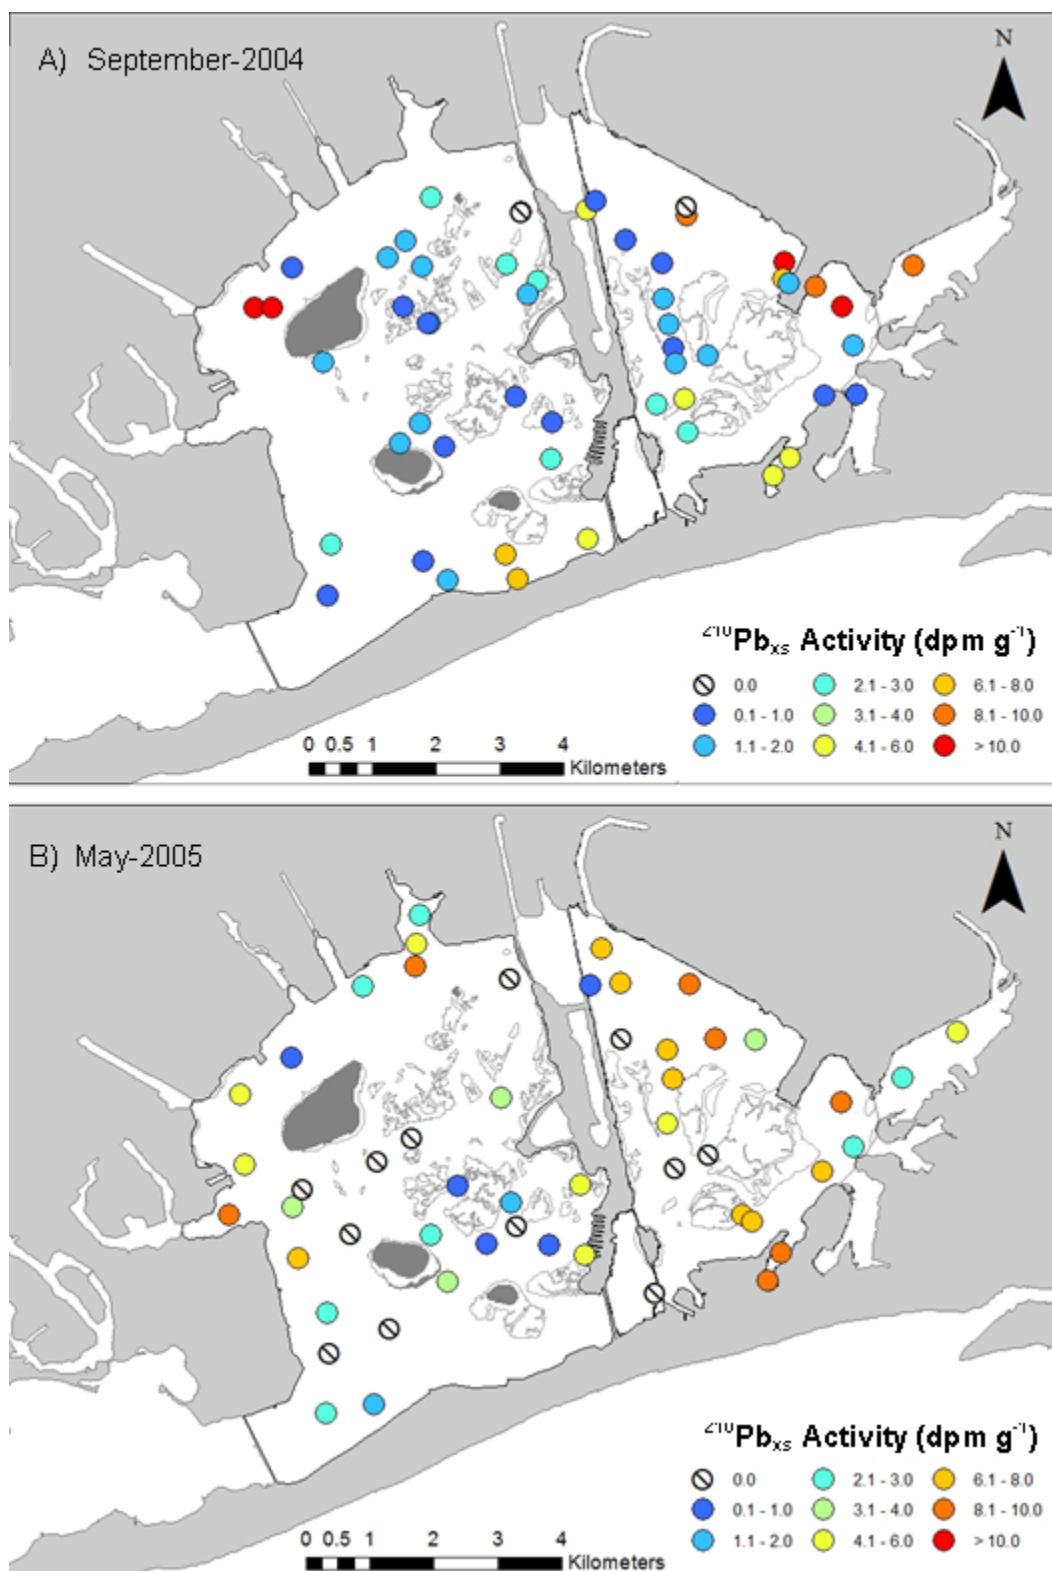 A) September-2004
N
²¹⁰Pbxs Activity (dpm g⁻¹)
0.0 2.1 - 3.0 6.1 - 8.0
0.1 - 1.0 3.1 - 4.0 8.1 - 10.0
1.1 - 2.0 4.1 - 6.0 > 10.0
0 0.5 1 2 3 4
Kilometers
B) May-2005
N
²¹⁰Pbxs Activity (dpm g⁻¹)
0.0 2.1 - 3.0 6.1 - 8.0
0.1 - 1.0 3.1 - 4.0 8.1 - 10.0
1.1 - 2.0 4.1 - 6.0 > 10.0
0 0.5 1 2 3 4
Kilometers